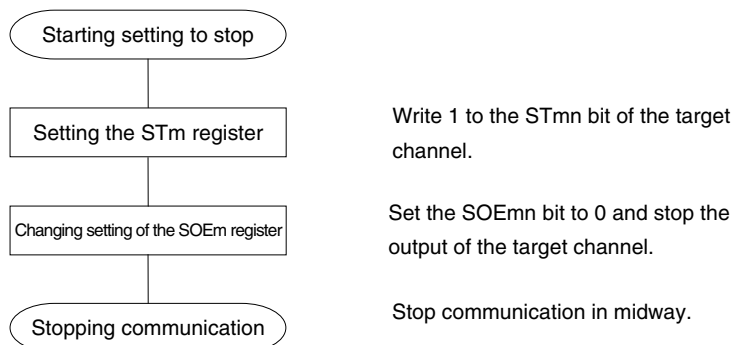 Starting setting to stop
Setting the STm register
Write 1 to the STmn bit of the target
channel.
Changing setting of the SOEm register
Set the SOEmn bit to 0 and stop the
output of the target channel.
Stopping communication
Stop communication in midway.